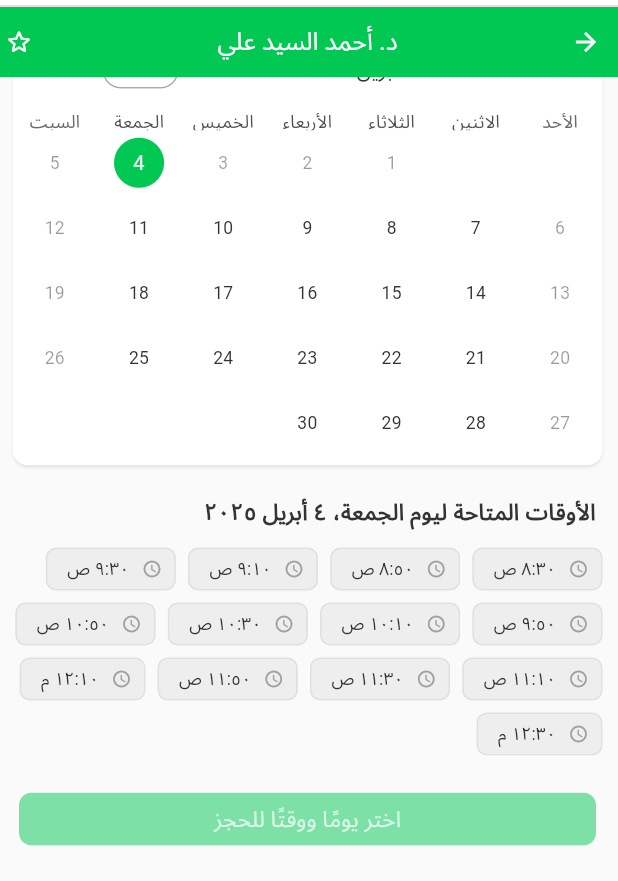 د. أحمد السيد علي
الأحد الاثنين الثلاثاء الأربعاء الخميس الجمعة السبت
1 2 3 4 5
6 7 8 9 10 11 12
13 14 15 16 17 18 19
20 21 22 23 24 25 26
27 28 29 30
الأوقات المتاحة ليوم الجمعة، ٤ أبريل ٢٠٢٥
٨:٣٠ ص ٨:٥٠ ص ٩:١٠ ص ٩:٣٠ ص
٩:٥٠ ص ١٠:١٠ ص ١٠:٣٠ ص ١٠:٥٠ ص
١١:١٠ ص ١١:٣٠ ص ١١:٥٠ ص ١٢:١٠ م
١٢:٣٠ م
اختر يومًا ووقتًا للحجز